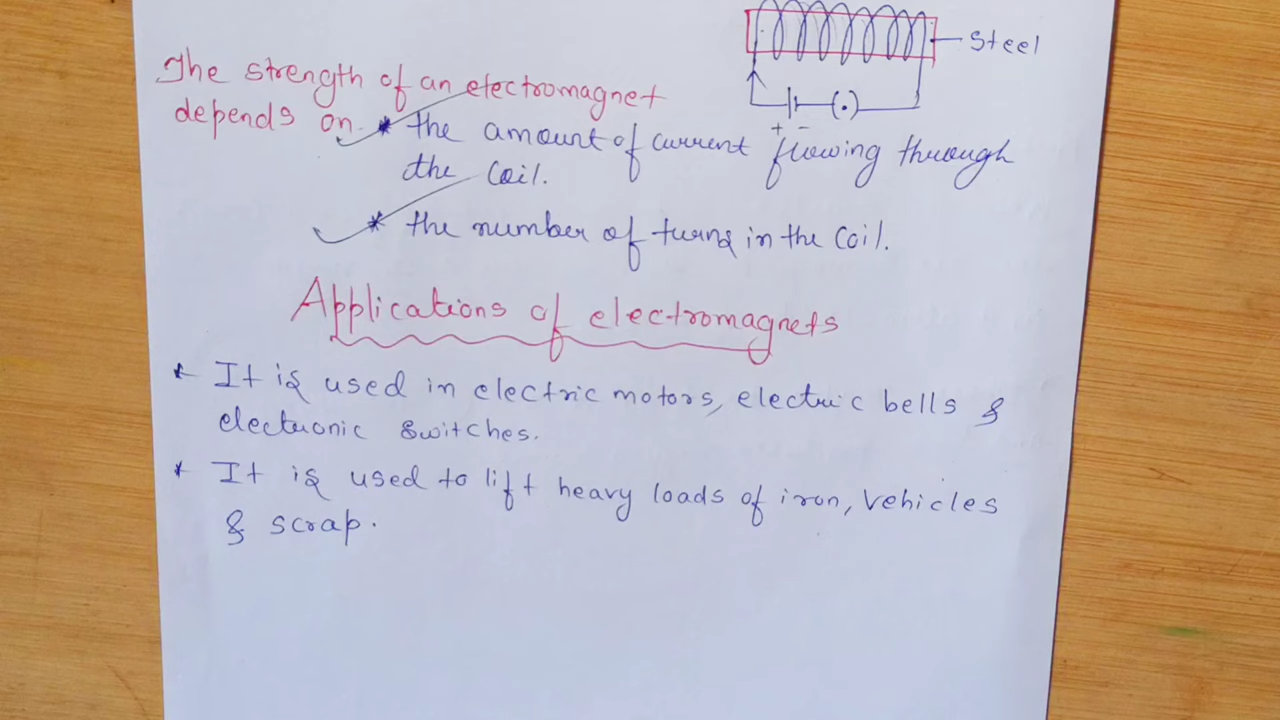 Steel
+ -
The strength of an electromagnet
depends on * the amount of current flowing through
the coil.
* the number of turns in the coil.
Applications of electromagnets
* It is used in electric motors, electric bells &
electronic switches.
* It is used to lift heavy loads of iron, vehicles
& scrap.